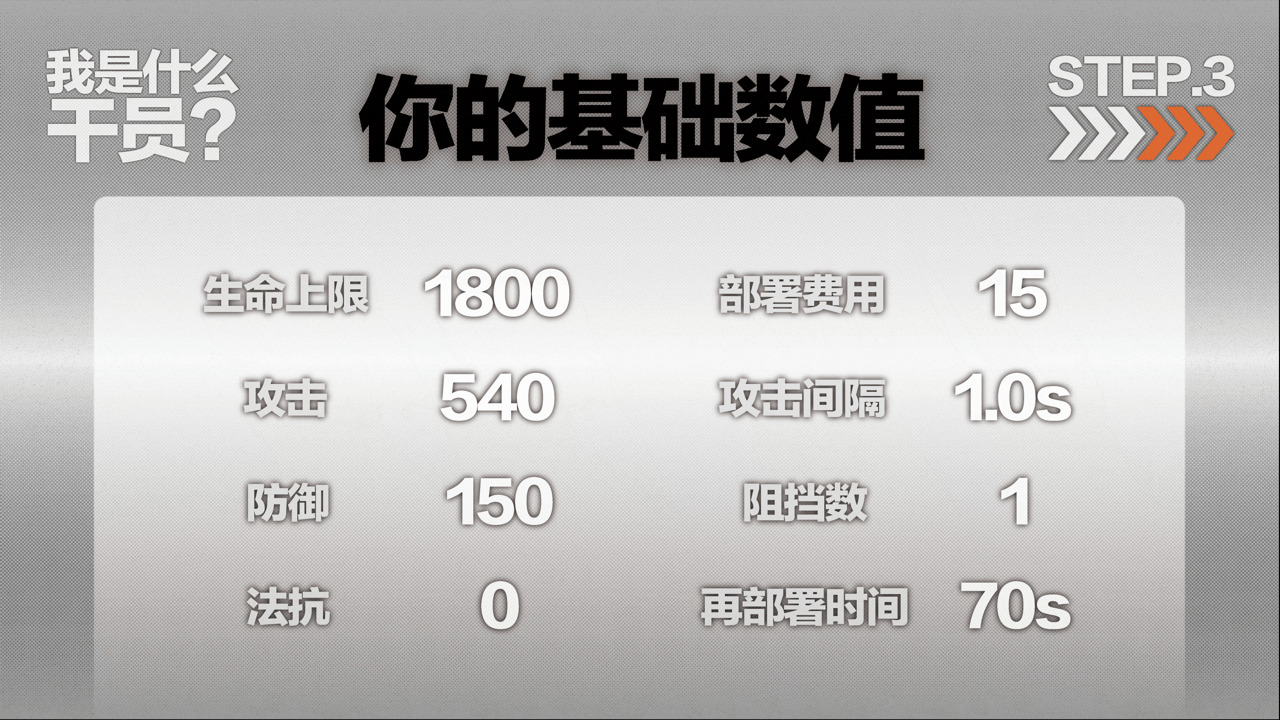 我是什么
干员?
你的基础数值
STEP.3
生命上限 1800 部署费用 15
攻击 540 攻击间隔 1.0s
防御 150 阻挡数 1
法抗 0 再部署时间 70s